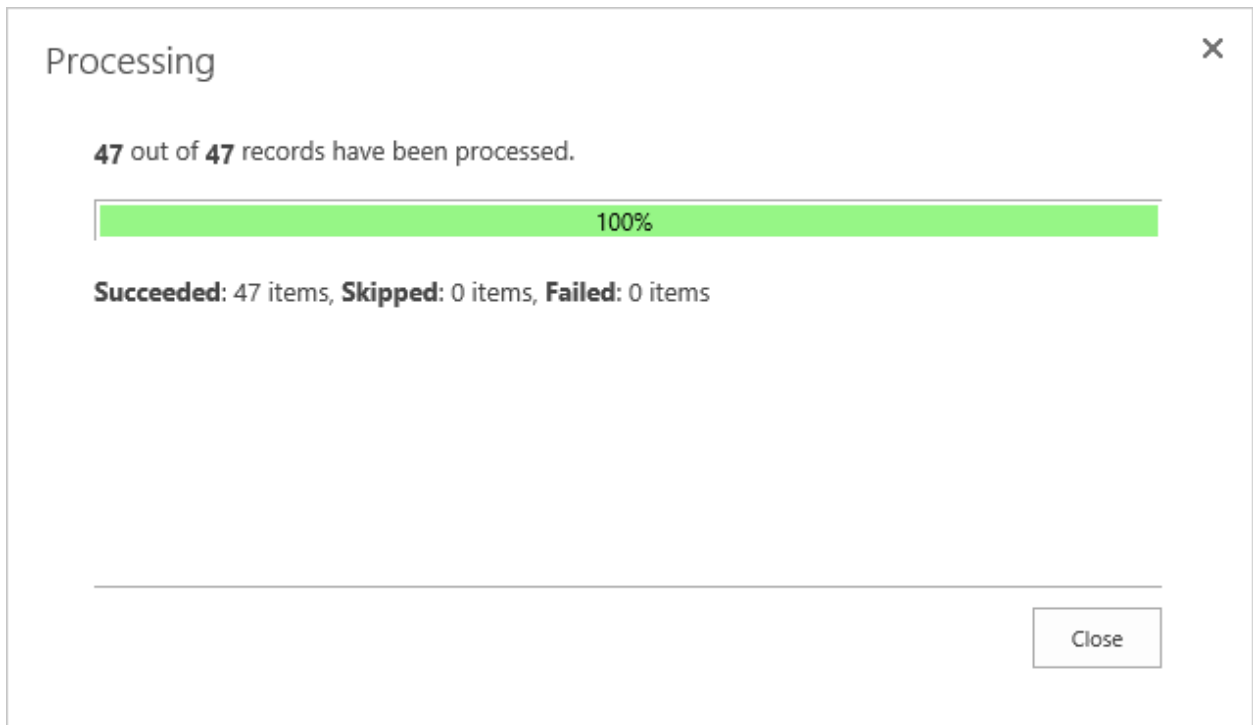 Processing
47 out of 47 records have been processed.
100%
Succeeded: 47 items, Skipped: 0 items, Failed: 0 items
Close